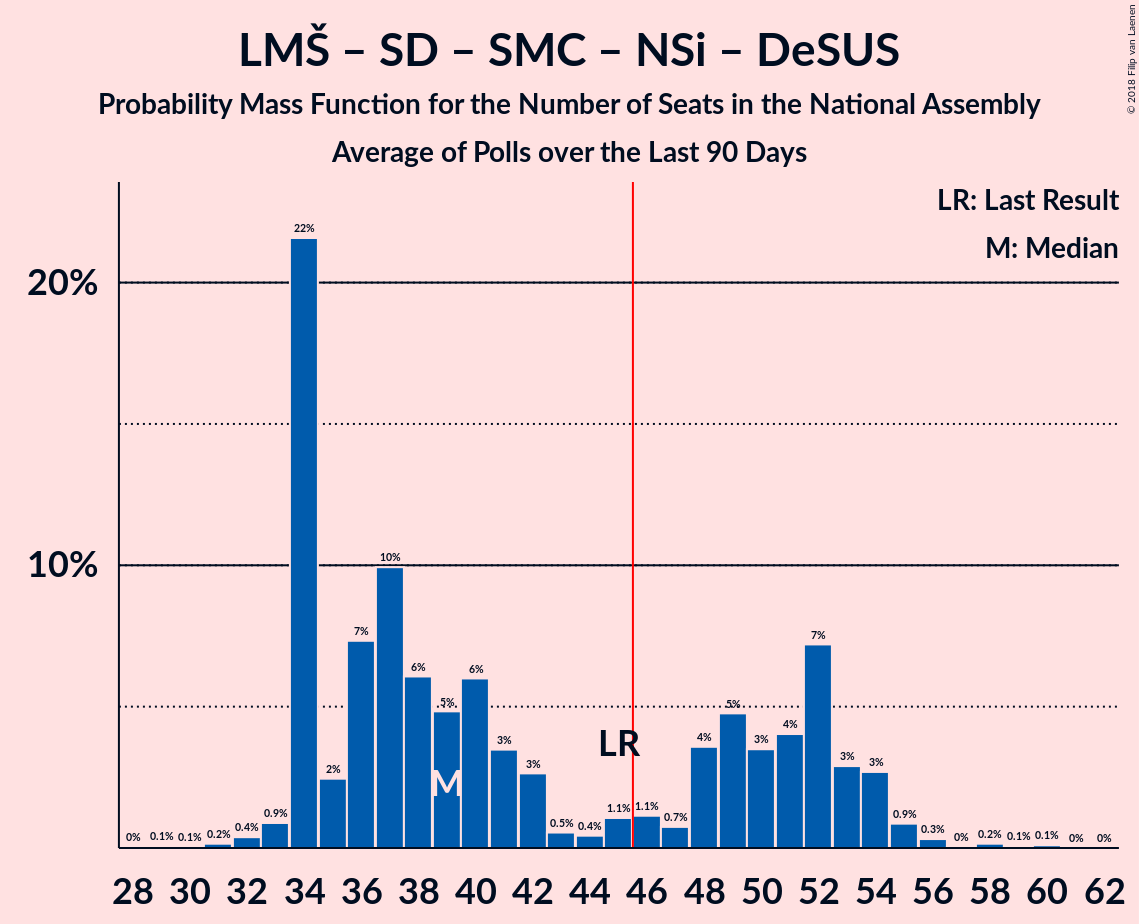 LMŠ – SD – SMC – NSi – DeSUS
Probability Mass Function for the Number of Seats in the National Assembly
Average of Polls over the Last 90 Days
© 2018 Filip van Laenen
LR: Last Result
M: Median
20%
10%
0% 0.1% 0.1% 0.2% 0.4% 0.9% 22% 2% 7% 10% 6% 5% 6% 3% 3% 0.5% 0.4% 1.1% 1.1% 0.7% 4% 5% 3% 4% 7% 3% 3% 0.9% 0.3% 0% 0.2% 0.1% 0.1% 0% 0%
LR
M
28 30 32 34 36 38 40 42 44 46 48 50 52 54 56 58 60 62